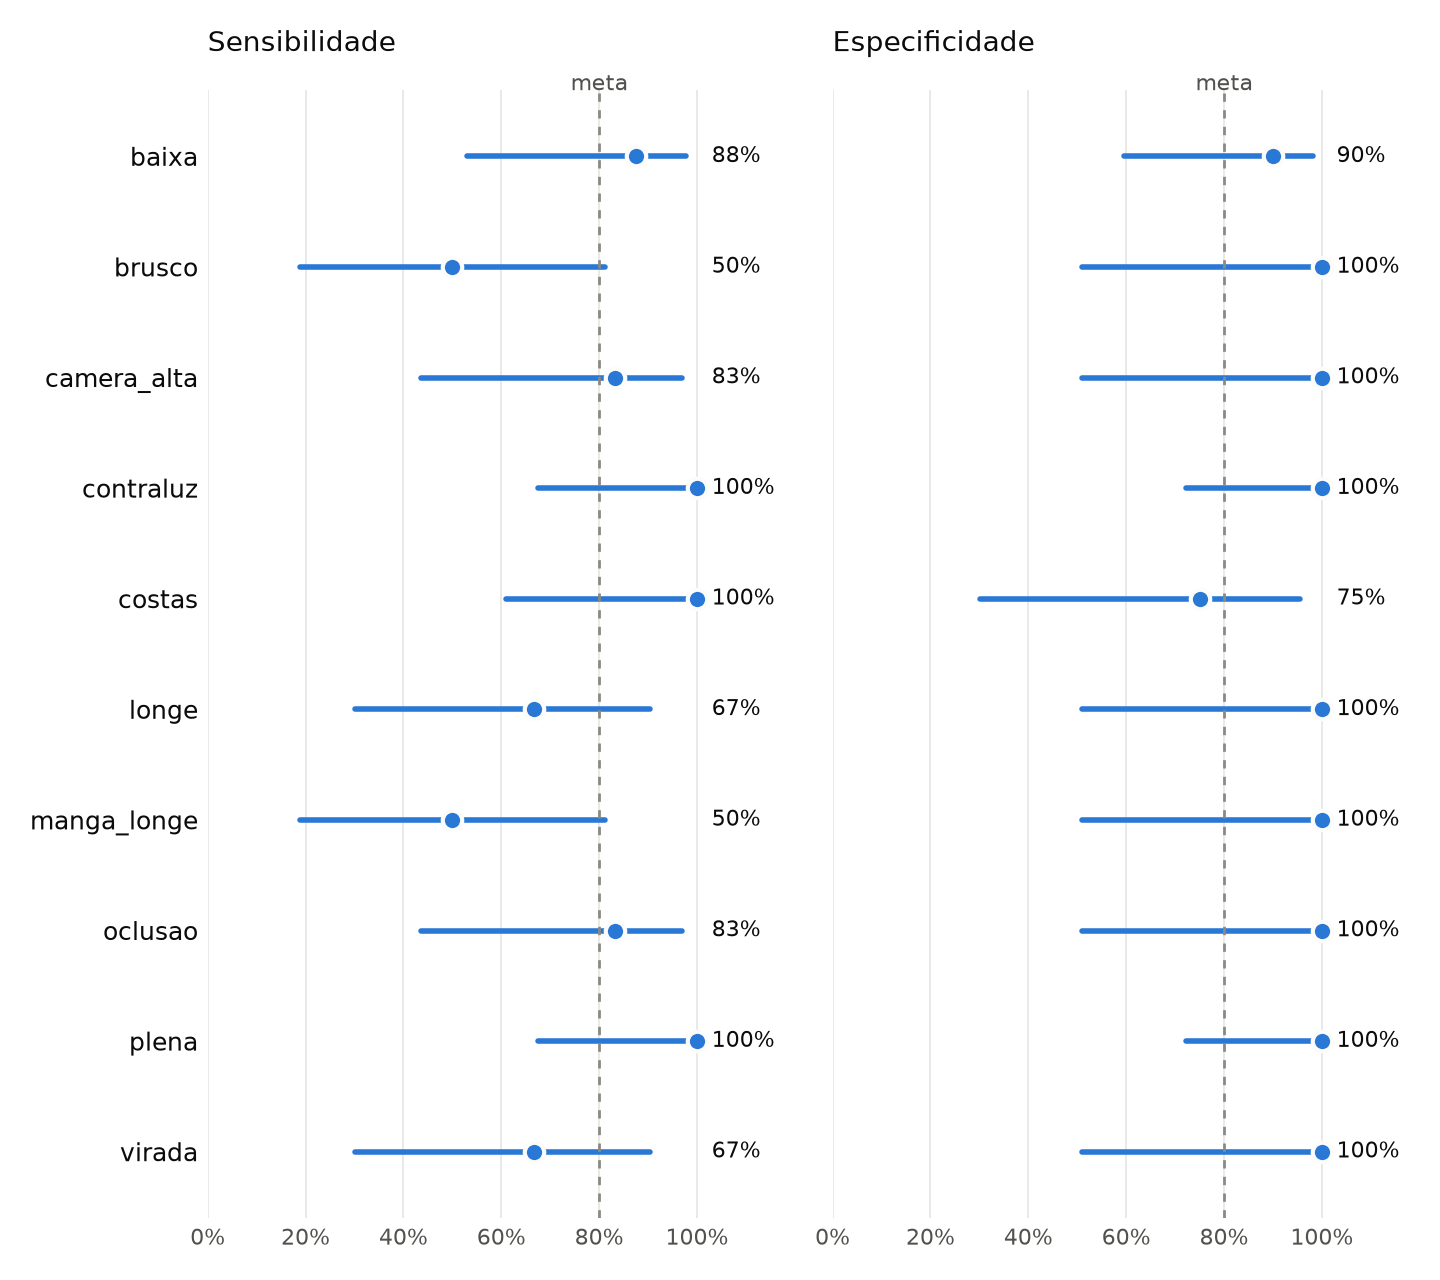 Sensibilidade Especificidade
meta meta
baixa 88% 90%
brusco 50% 100%
camera_alta 83% 100%
contraluz 100% 100%
costas 100% 75%
longe 67% 100%
manga_longe 50% 100%
oclusao 83% 100%
plena 100% 100%
virada 67% 100%
0% 20% 40% 60% 80% 100% 0% 20% 40% 60% 80% 100%